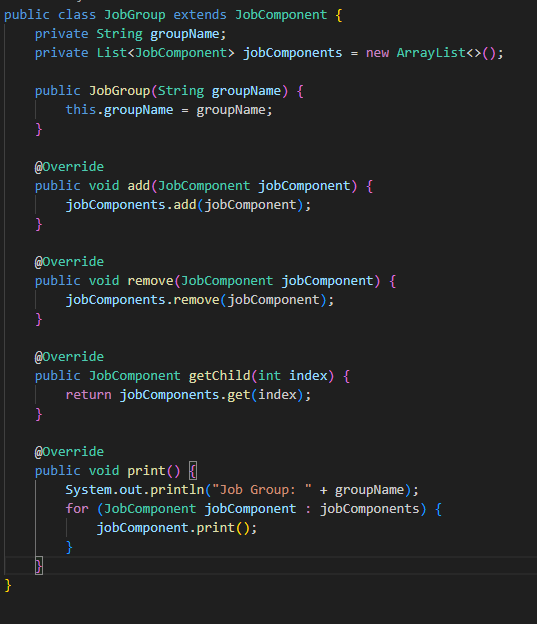 public class JobGroup extends JobComponent {
    private String groupName;
    private List<JobComponent> jobComponents = new ArrayList<>();

    public JobGroup(String groupName) {
        this.groupName = groupName;
    }

    @Override
    public void add(JobComponent jobComponent) {
        jobComponents.add(jobComponent);
    }

    @Override
    public void remove(JobComponent jobComponent) {
        jobComponents.remove(jobComponent);
    }

    @Override
    public JobComponent getChild(int index) {
        return jobComponents.get(index);
    }

    @Override
    public void print() {
        System.out.println("Job Group: " + groupName);
        for (JobComponent jobComponent : jobComponents) {
            jobComponent.print();
        }
    }
}